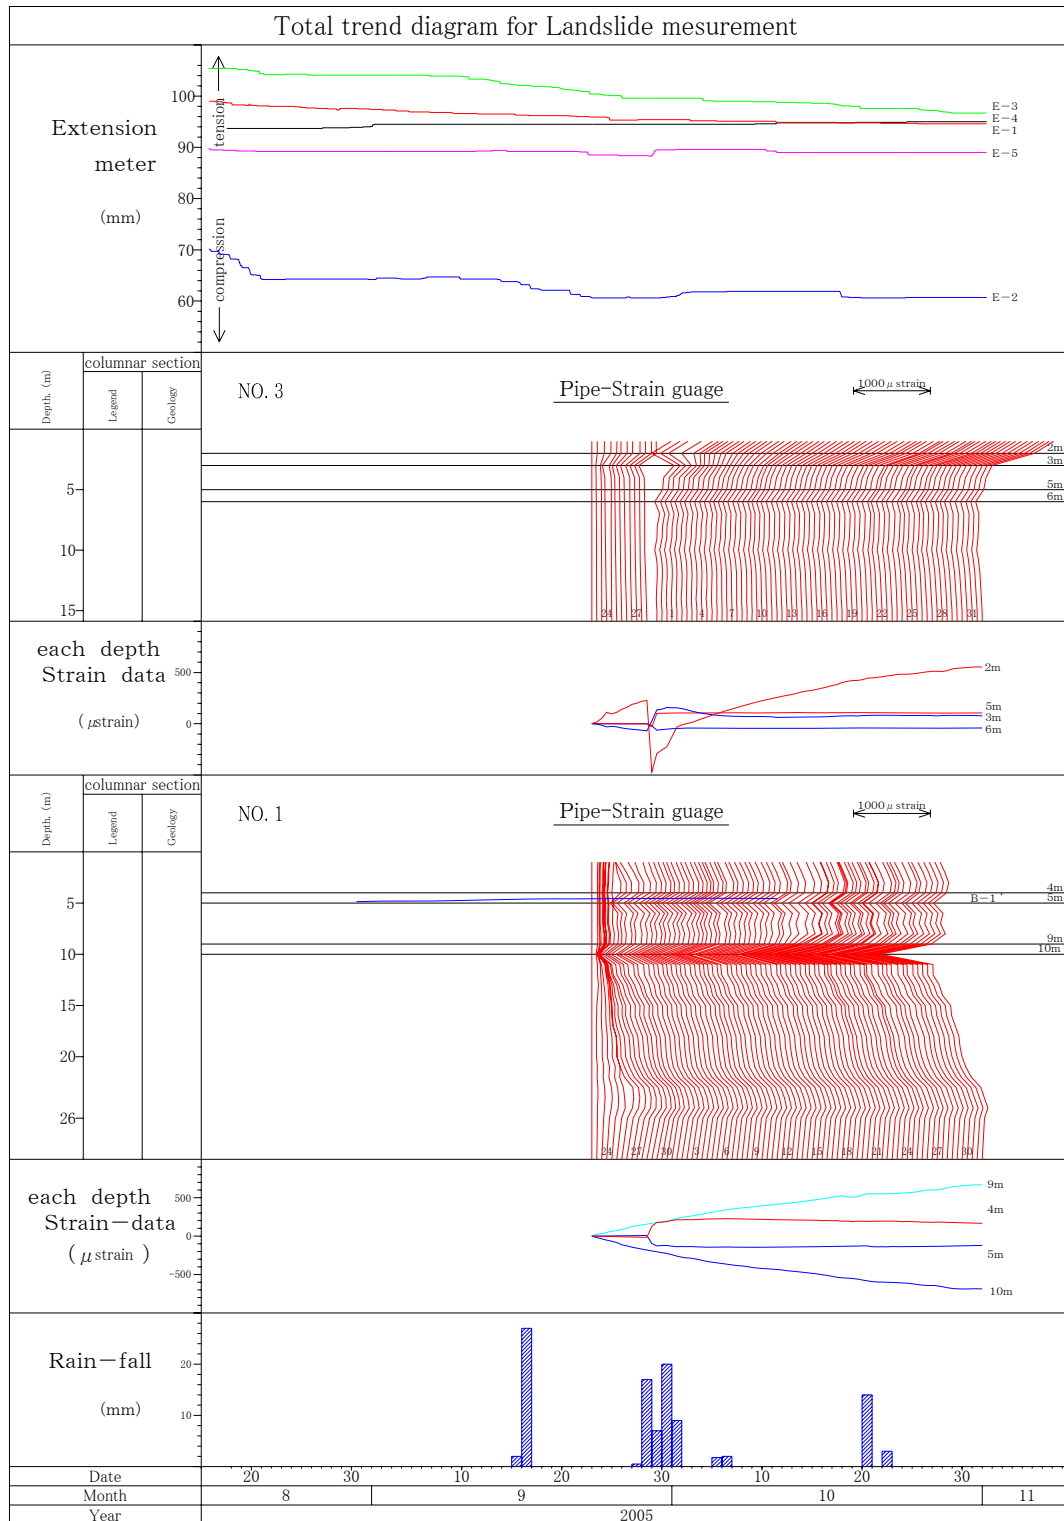 Total trend diagram for Landslide mesurement
Extension
meter
(mm)
100
90
80
70
60
tension
compression
E-3
E-4
E-1
E-5
E-2
Depth. (m)
columnar section
Legend
Geology
NO. 3
Pipe-Strain guage
1000 μ strain
5
10
15
2m
3m
5m
6m
24 27 1 4 7 10 13 16 19 22 25 28 31
each depth
Strain data
(μstrain)
500
0
2m
5m
3m
6m
Depth. (m)
columnar section
Legend
Geology
NO. 1
Pipe-Strain guage
1000 μ strain
5
10
15
20
26
4m
B-1'
5m
9m
10m
24 27 30 3 6 9 12 15 18 21 24 27 30
each depth
Strain-data
( μ strain )
500
0
-500
9m
4m
5m
10m
Rain-fall
(mm)
20
10
Date 20 30 10 20 30 10 20 30
Month 8 9 10 11
Year 2005